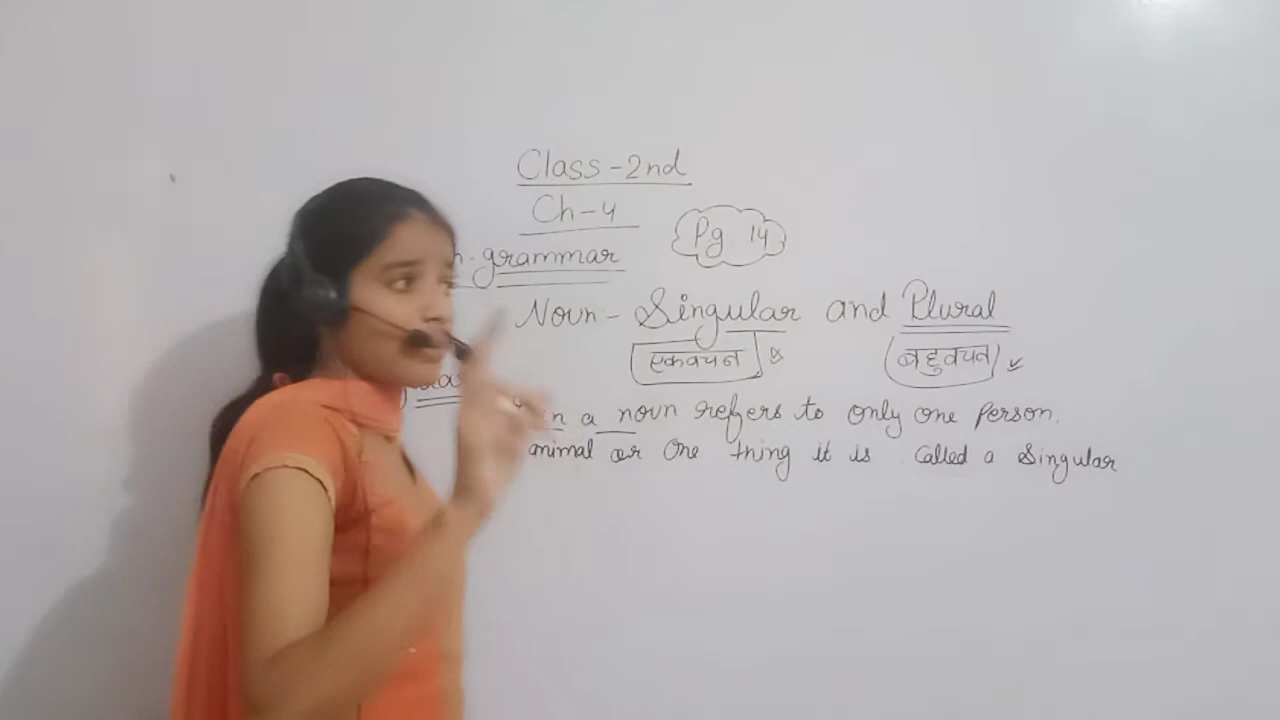 Class-2nd
Ch-4
Pg 14
grammar
Noun - Singular and Plural
एकवचन
बहुवचन
a noun refers to only one person.
animal or One thing it is called a Singular